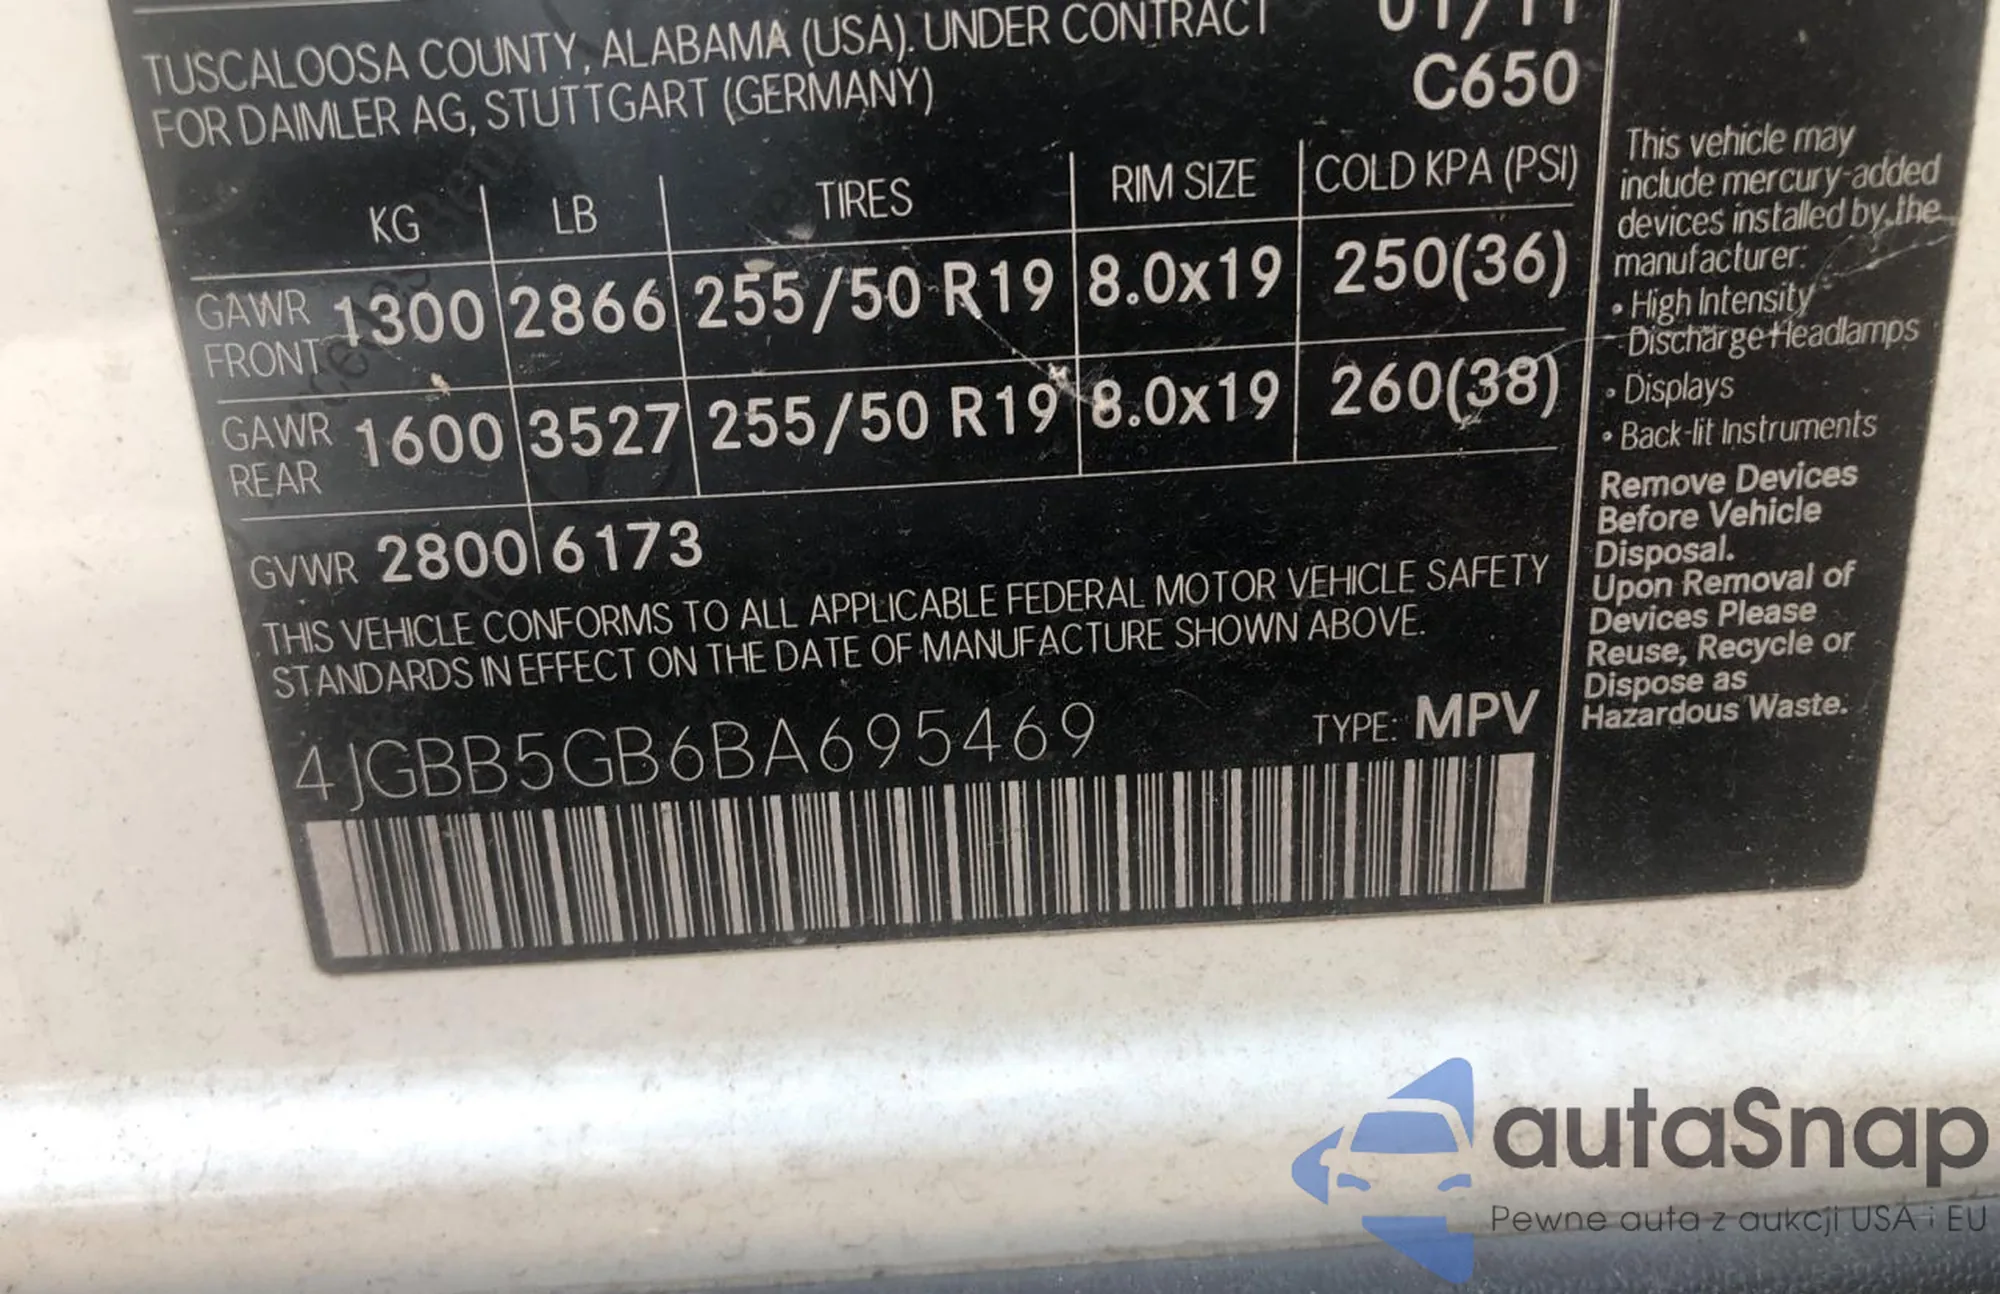 TUSCALOOSA COUNTY, ALABAMA (USA). UNDER CONTRACT
FOR DAIMLER AG, STUTTGART (GERMANY)
01/11
C650
KG LB TIRES RIM SIZE COLD KPA (PSI)
GAWR FRONT 1300 2866 255/50 R19 8.0x19 250(36)
GAWR REAR 1600 3527 255/50 R19 8.0x19 260(38)
GVWR 2800 6173
THIS VEHICLE CONFORMS TO ALL APPLICABLE FEDERAL MOTOR VEHICLE SAFETY
STANDARDS IN EFFECT ON THE DATE OF MANUFACTURE SHOWN ABOVE.
4JGBB5GB6BA695469
TYPE: MPV
This vehicle may
include mercury-added
devices installed by the
manufacturer:
• High Intensity
Discharge Headlamps
• Displays
• Back-lit Instruments
Remove Devices
Before Vehicle
Disposal.
Upon Removal of
Devices Please
Reuse, Recycle or
Dispose as
Hazardous Waste.
autaSnap
Pewne auta z aukcji USA i EU